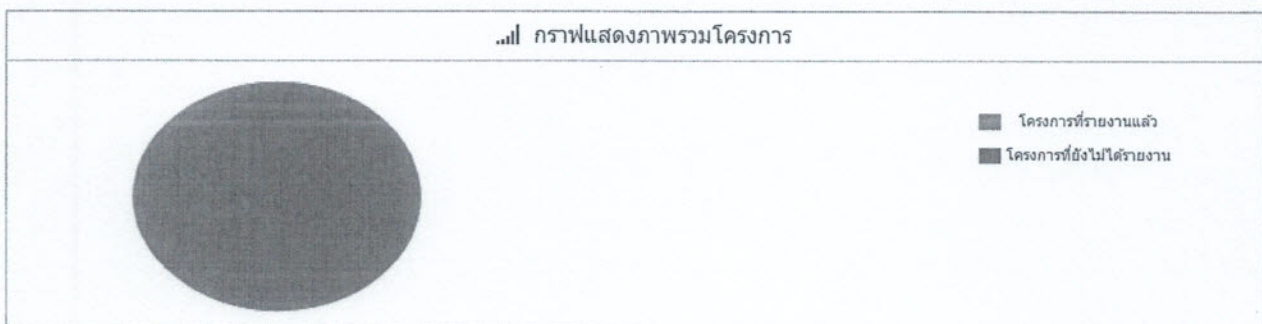 กราฟแสดงภาพรวมโครงการ
โครงการที่รายงานแล้ว
โครงการที่ยังไม่ได้รายงาน